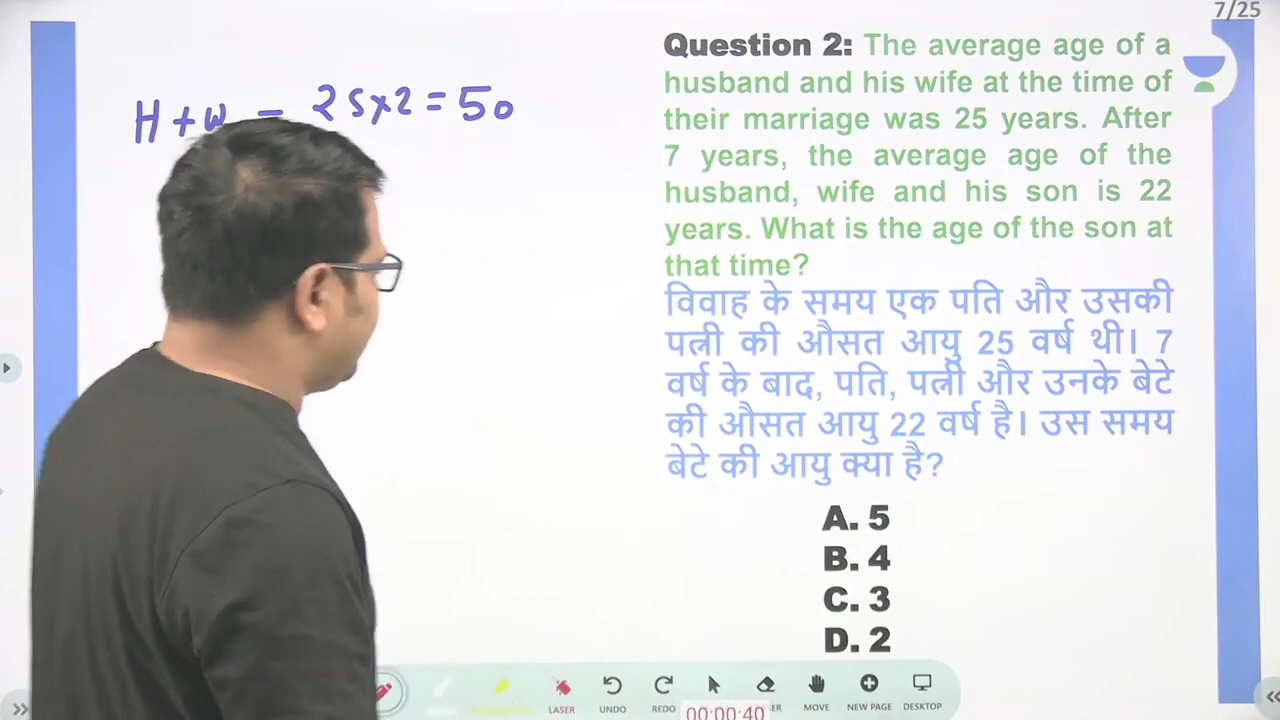 7/25
H + W = 25×2 = 50
Question 2: The average age of a
husband and his wife at the time of
their marriage was 25 years. After
7 years, the average age of the
husband, wife and his son is 22
years. What is the age of the son at
that time?
विवाह के समय एक पति और उसकी
पत्नी की औसत आयु 25 वर्ष थी। 7
वर्ष के बाद, पति, पत्नी और उनके बेटे
की औसत आयु 22 वर्ष है। उस समय
बेटे की आयु क्या है?
A. 5
B. 4
C. 3
D. 2
LASER UNDO REDO MOVE NEW PAGE DESKTOP
00:00:40